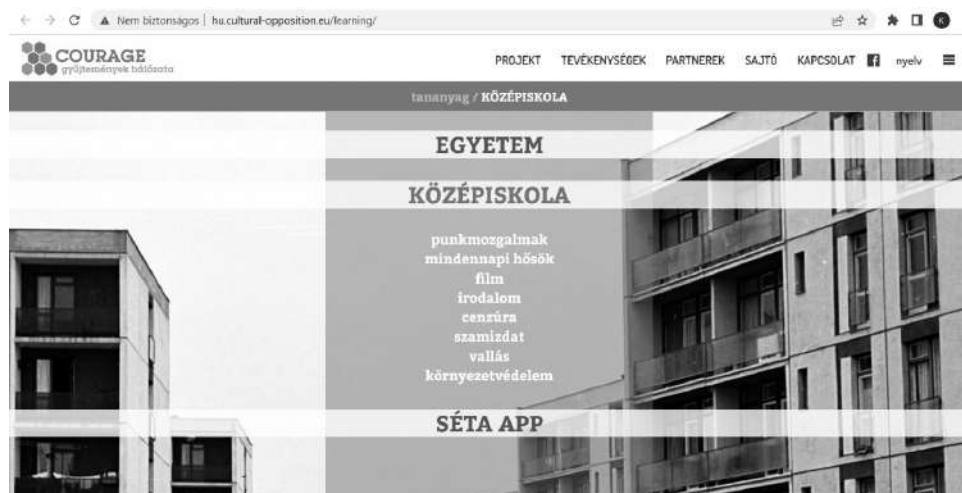 Nem biztonságos | hu.cultural-opposition.eu/learning/
K
COURAGE
gyűjtemények hálózata
PROJEKT TEVÉKENYSÉGEK PARTNEREK SAJTÓ KAPCSOLAT f nyelv
tananyag / KÖZÉPISKOLA
EGYETEM
KÖZÉPISKOLA
punkmozgalmak
mindennapi hősök
film
irodalom
cenzúra
szamizdat
vallás
környezetvédelem
SÉTA APP